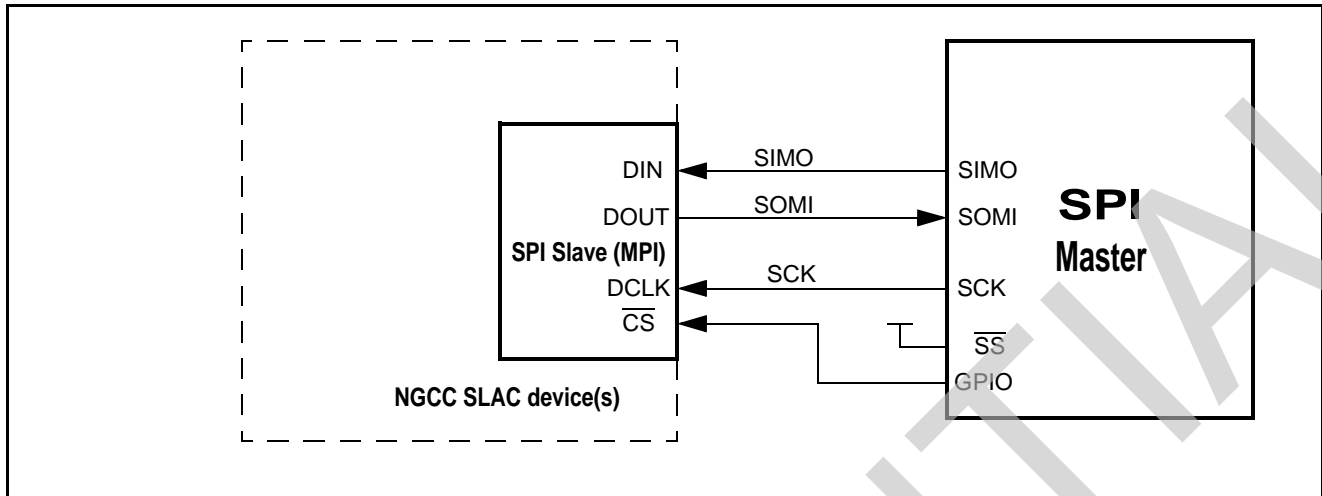 DIN
SIMO
SIMO
DOUT
SOMI
SOMI
SPI
Master
SPI Slave (MPI)
DCLK
SCK
SCK
CS
SS
GPIO
NGCC SLAC device(s)